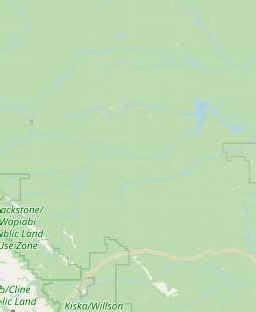 ackstone/
Wapiabi
ublic Land
Use Zone
b/Cline
lic Land
Kiska/Willson